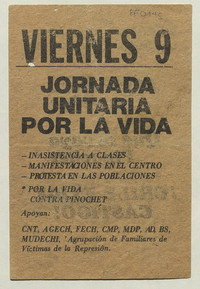 VIERNES 9
JORNADA
UNITARIA
POR LA VIDA
—INASISTENCIA A CLASES
—MANIFESTACIONES EN EL CENTRO
—PROTESTA EN LAS POBLACIONES
* POR LA VIDA
CONTRA PINOCHET
Apoyan:
CNT, AGECH, FECH, CMP, MDP, AD, BS,
MUDECHI, Agrupación de Familiares de
Víctimas de la Represión.